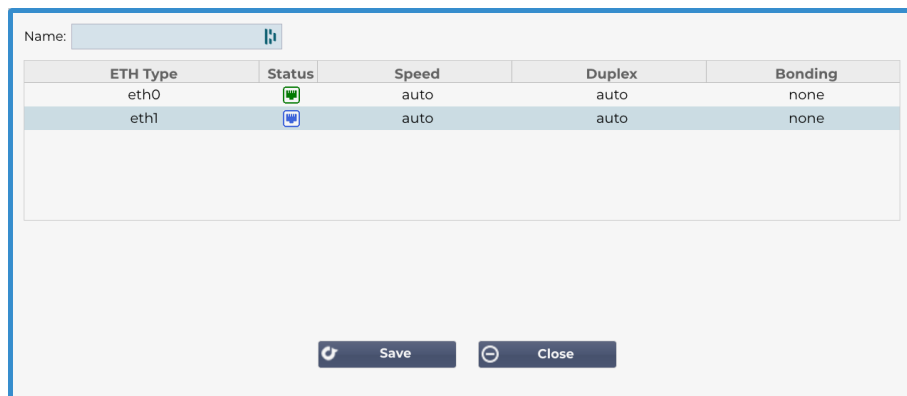 Name:
ETH Type Status Speed Duplex Bonding
eth0 auto auto none
eth1 auto auto none
Save Close